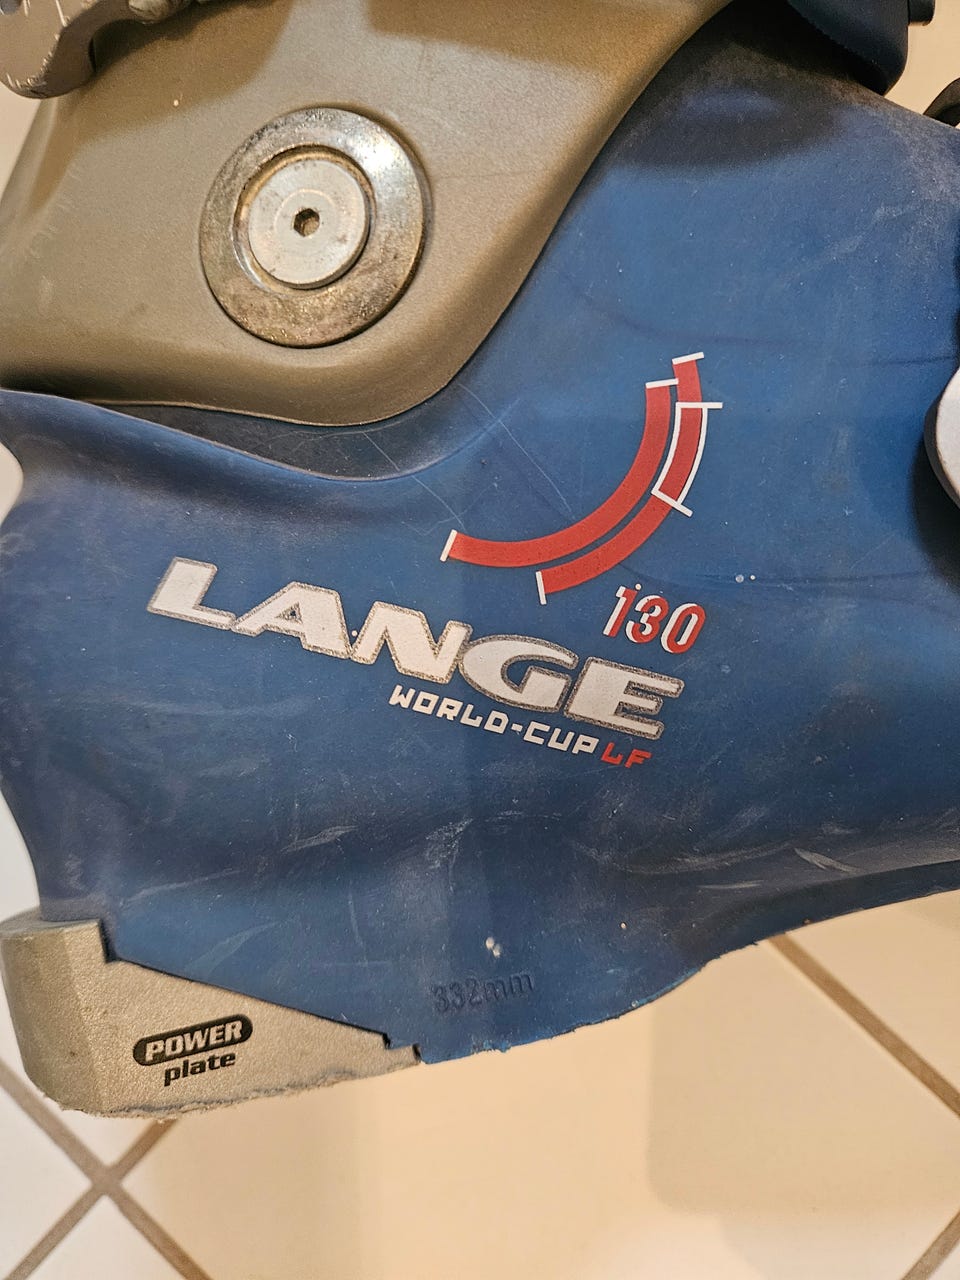 130
LANGE
WORLD-CUP LF
332mm
POWER
plate